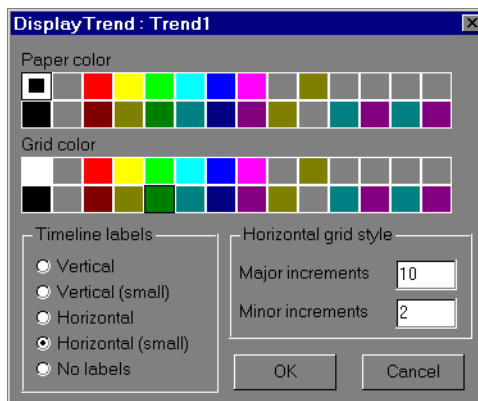 DisplayTrend : Trend1
Paper color
Grid color
Timeline labels
Vertical
Vertical (small)
Horizontal
Horizontal (small)
No labels
Horizontal grid style
Major increments 10
Minor increments 2
OK Cancel